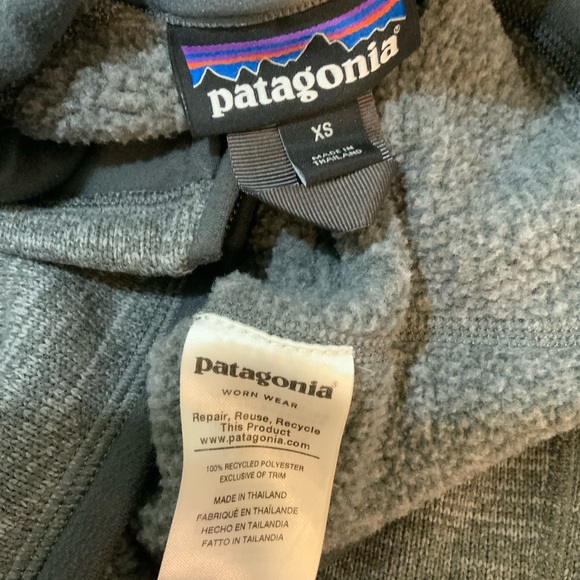 patagonia®
XS
MADE IN
THAILAND
patagonia®
WORN WEAR
Repair, Reuse, Recycle
This Product
www.patagonia.com
100% RECYCLED POLYESTER
EXCLUSIVE OF TRIM
MADE IN THAILAND
FABRIQUÉ EN THAÏLANDE
HECHO EN TAILANDIA
FATTO IN TAILANDIA